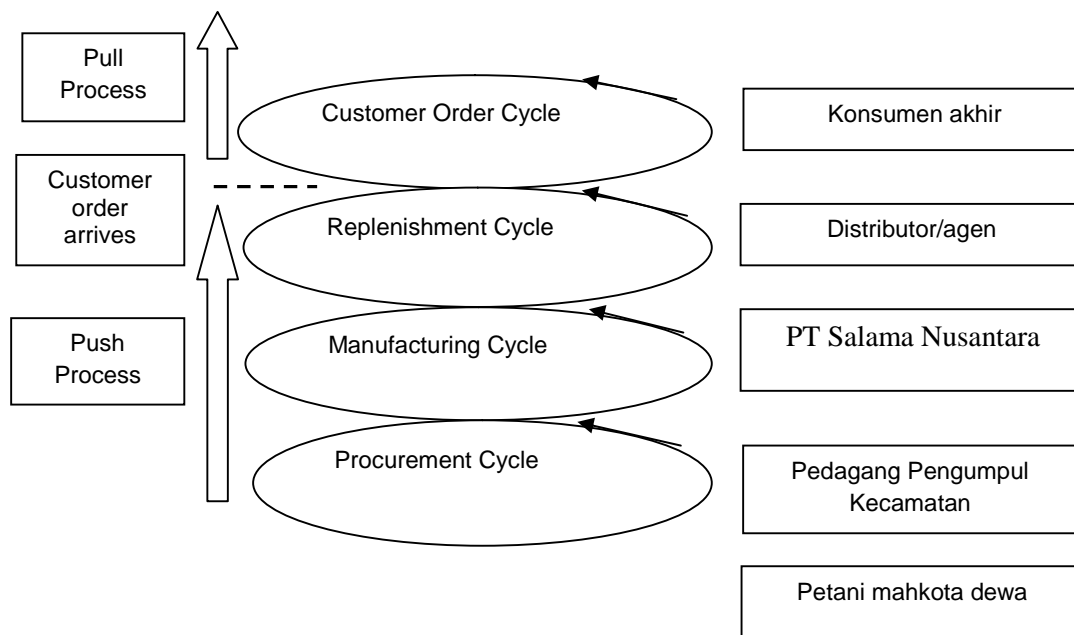 Pull
Process
Customer Order Cycle
Konsumen akhir
Customer
order
arrives
Replenishment Cycle
Distributor/agen
Push
Process
Manufacturing Cycle
PT Salama Nusantara
Procurement Cycle
Pedagang Pengumpul
Kecamatan
Petani mahkota dewa